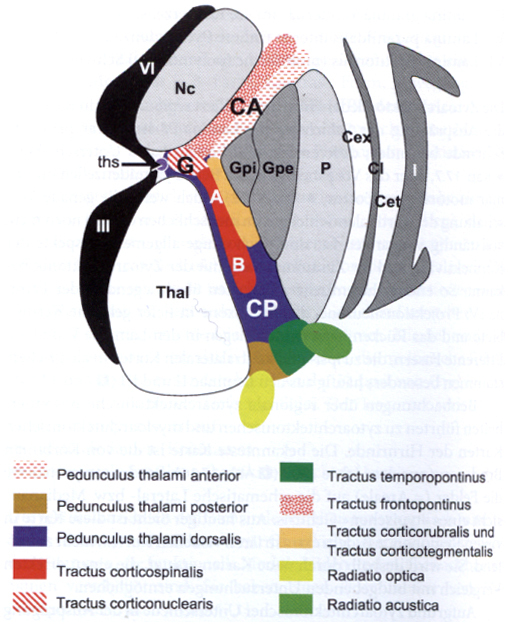 VI
Nc
CA
ths
G
Gpi
Gpe
P
Cex
Cl
Cet
I
A
III
B
Thal
CP
Pedunculus thalami anterior
Pedunculus thalami posterior
Pedunculus thalami dorsalis
Tractus corticospinalis
Tractus corticonuclearis
Tractus temporopontinus
Tractus frontopontinus
Tractus corticorubralis und
Tractus corticotegmentalis
Radiatio optica
Radiatio acustica